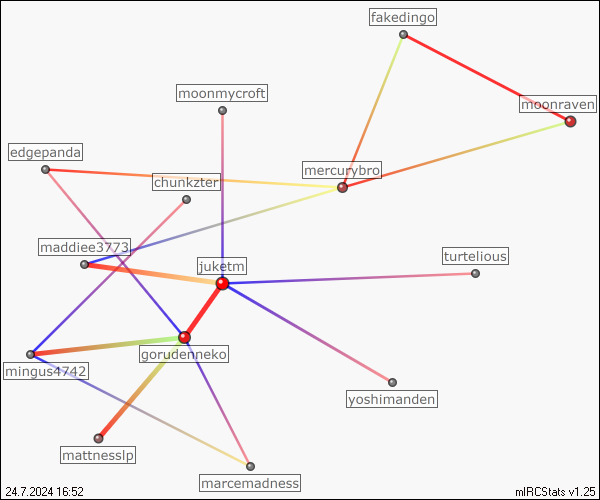 fakedingo
moonmycroft
moonraven
edgepanda
mercurybro
chunkzter
maddiee3773
turtelious
juketm
gorudenneko
mingus4742
yoshimanden
mattnesslp
marcemadness
24.7.2024 16:52
mIRCStats v1.25